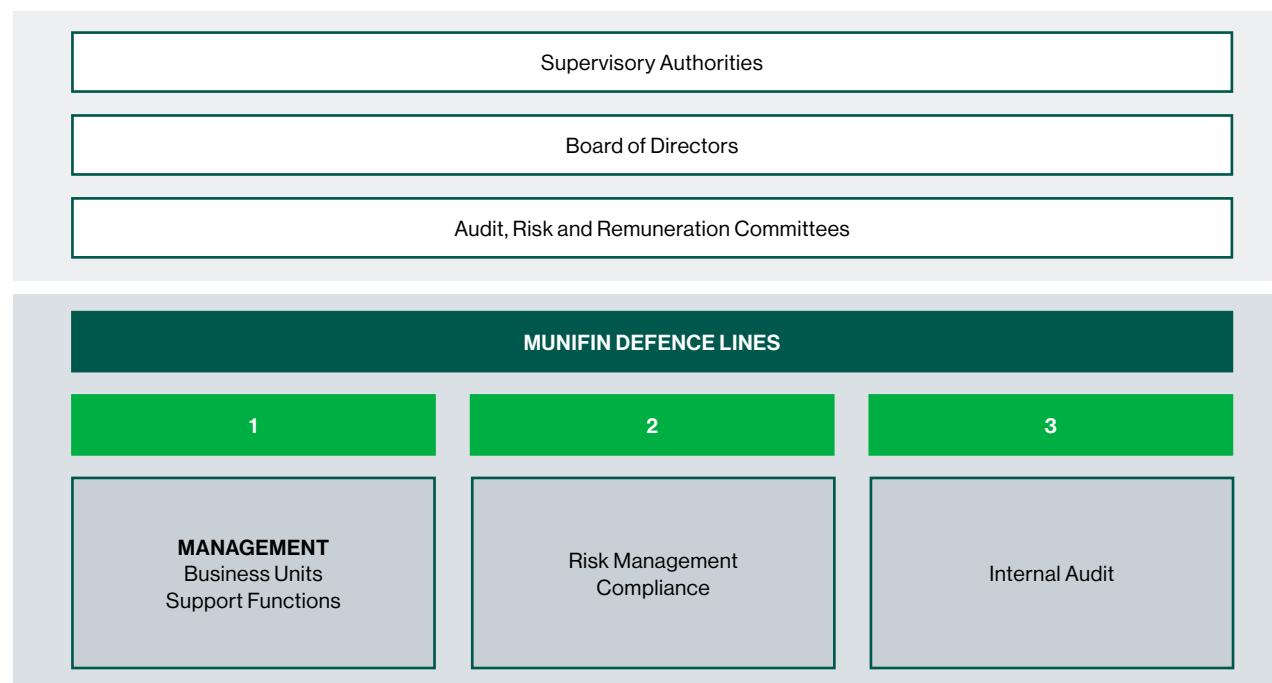 Supervisory Authorities
Board of Directors
Audit, Risk and Remuneration Committees
MUNIFIN DEFENCE LINES
1
2
3
MANAGEMENT
Business Units
Support Functions
Risk Management
Compliance
Internal Audit